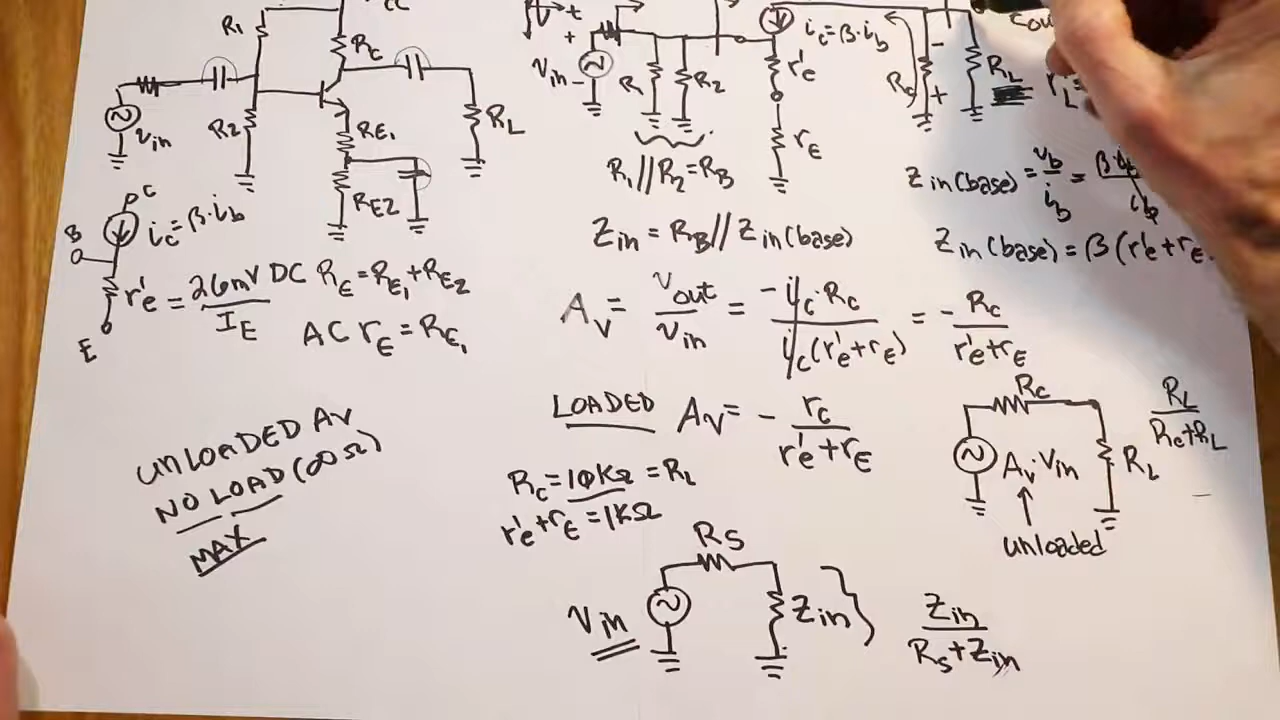 R1
RC
R2
Vin
RE1
RE2
RL
t
+
Vin
-
R1
R2
ic=β·ib
r'e
rE
RC
-
+
RL
rL=
R1//R2=RB
Zin(base)=vb/ib=
Zin=RB//Zin(base)
Zin(base)=β(r'e+rE
C
B
ic=β·ib
r'e=26mV/IE
E
DC RE=RE1+RE2
AC rE=RE1
Av=vout/vin=-ic·RC/ic(r'e+rE)=-RC/r'e+rE
UNLOADED AV
NO LOAD(∞Ω)
MAX
LOADED Av=-rc/r'e+rE
RC=10KΩ=RL
r'e+rE=1KΩ
RC
Av·Vin
RL
RL/RC+RL
unloaded
RS
Vin
Zin
Zin/RS+Zin